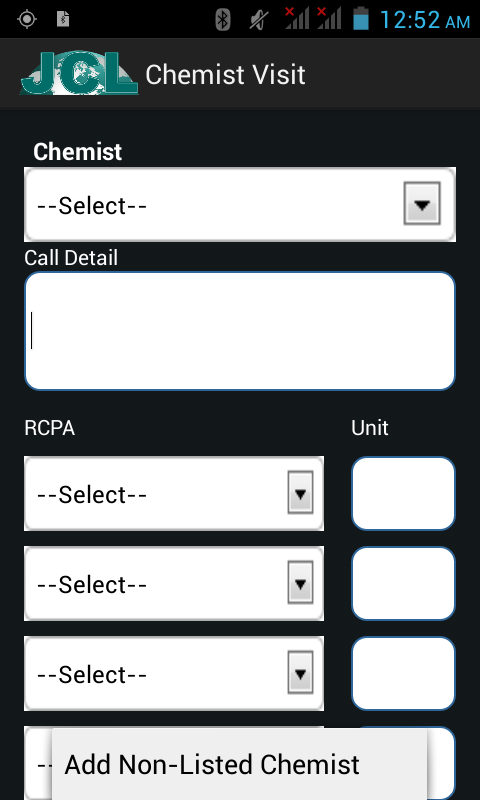 12:52 AM
JCL Chemist Visit
Chemist
--Select--
Call Detail
RCPA Unit
--Select--
--Select--
--Select--
--
Add Non-Listed Chemist